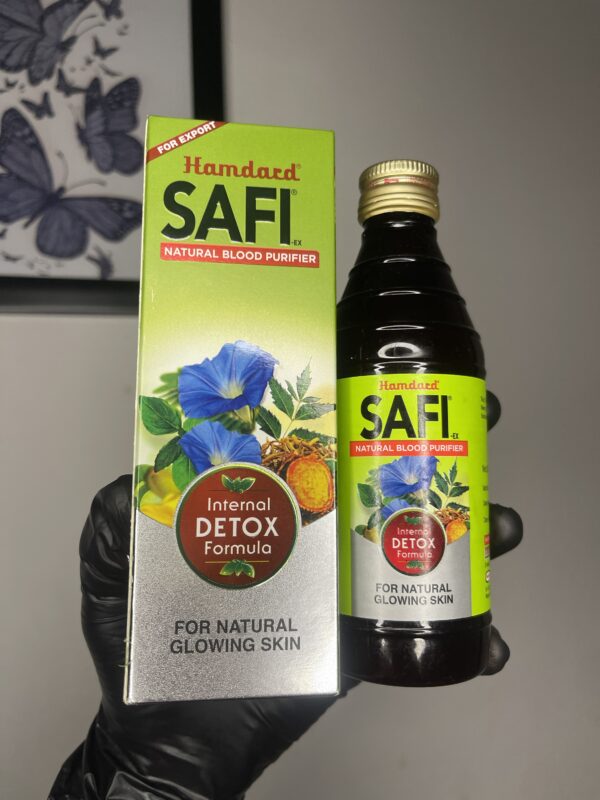 FOR EXPORT
Hamdard®
SAFI®
-EX
NATURAL BLOOD PURIFIER
Internal
DETOX
Formula
FOR NATURAL
GLOWING SKIN
Hamdard®
SAFI®
-EX
NATURAL BLOOD PURIFIER
Internal
DETOX
Formula
FOR NATURAL
GLOWING SKIN